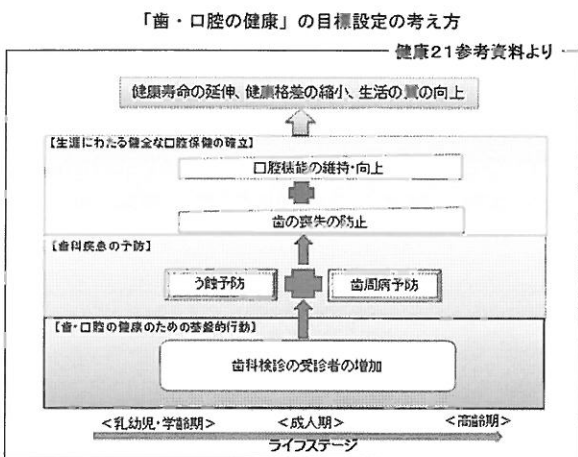 「歯・口腔の健康」の目標設定の考え方
健康21参考資料より
健康寿命の延伸、健康格差の縮小、生活の質の向上
【生涯にわたる健全な口腔保健の確立】
口腔機能の維持・向上
歯の喪失の防止
【歯科疾患の予防】
う蝕予防
歯周病予防
【歯・口腔の健康のための基盤的行動】
歯科検診の受診者の増加
＜乳幼児・学齢期＞ ＜成人期＞ ＜高齢期＞
ライフステージ